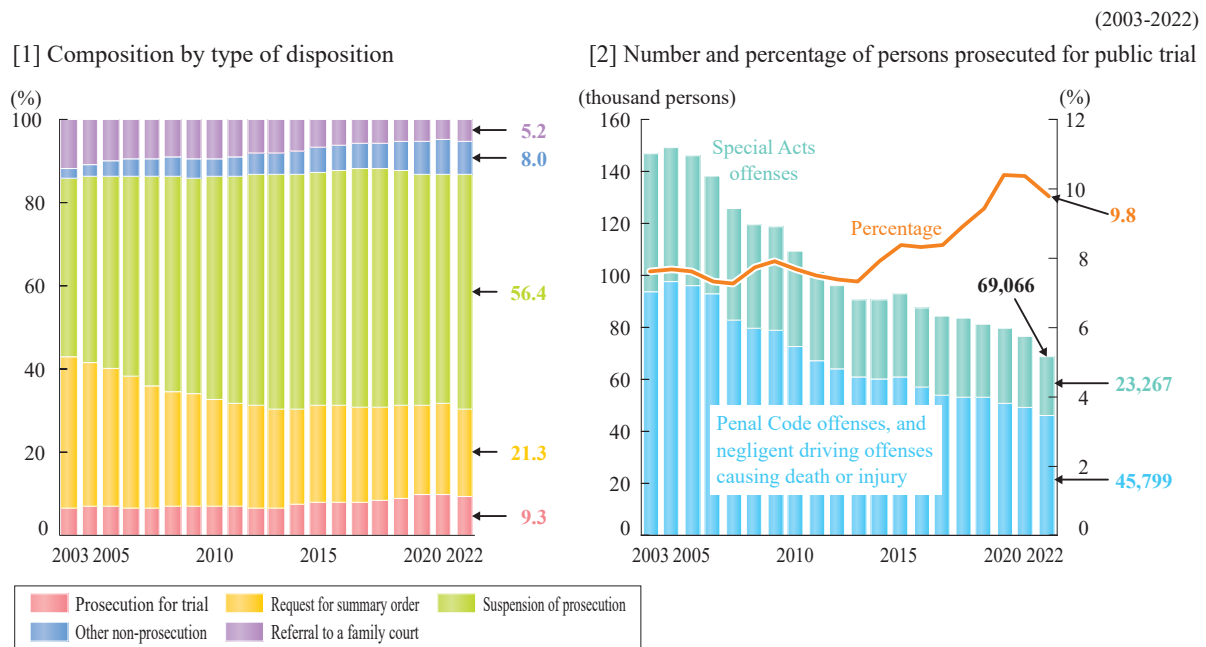 (2003-2022)
[1] Composition by type of disposition
(%)
100
80
60
40
20
0
2003 2005 2010 2015 2020 2022
5.2
8.0
56.4
21.3
9.3
Prosecution for trial Request for summary order Suspension of prosecution
Other non-prosecution Referral to a family court
[2] Number and percentage of persons prosecuted for public trial
(thousand persons) (%)
160
140
120
100
80
60
40
20
0
12
10
8
6
4
2
0
Special Acts
offenses
Percentage
9.8
69,066
23,267
Penal Code offenses, and
negligent driving offenses
causing death or injury
45,799
2003 2005 2010 2015 2020 2022